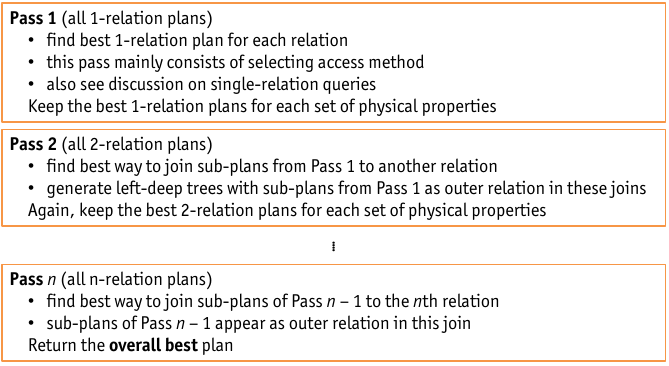 Pass 1 (all 1-relation plans)
• find best 1-relation plan for each relation
• this pass mainly consists of selecting access method
• also see discussion on single-relation queries
Keep the best 1-relation plans for each set of physical properties
Pass 2 (all 2-relation plans)
• find best way to join sub-plans from Pass 1 to another relation
• generate left-deep trees with sub-plans from Pass 1 as outer relation in these joins
Again, keep the best 2-relation plans for each set of physical properties
⁞
Pass n (all n-relation plans)
• find best way to join sub-plans of Pass n – 1 to the nth relation
• sub-plans of Pass n – 1 appear as outer relation in this join
Return the overall best plan